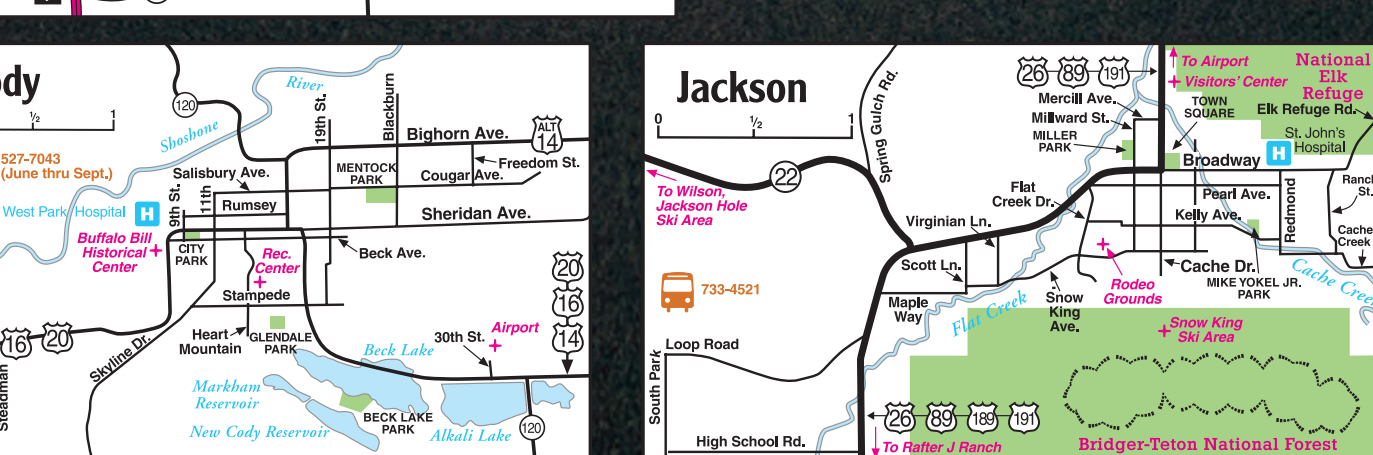 ody
½
1
527-7043
(June thru Sept.)
120
River
Shoshone
19th St.
Blackburn
Bighorn Ave.
ALT
14
Freedom St.
MENTOCK
PARK
Cougar Ave.
Salisbury Ave.
9th St.
11th
Rumsey
Sheridan Ave.
West Park Hospital
H
Buffalo Bill
Historical
Center
CITY
PARK
Rec.
Center
Beck Ave.
Stampede
Heart
Mountain
GLENDALE
PARK
16
20
Skyline Dr.
Steadman
20
16
14
Airport
30th St.
Beck Lake
Markham
Reservoir
New Cody Reservoir
BECK LAKE
PARK
Alkali Lake
120
Jackson
0
½
1
Spring Gulch Rd.
22
To Wilson,
Jackson Hole
Ski Area
26
89
191
To Airport
Visitors' Center
National
Elk
Refuge
Mercill Ave.
Millward St.
MILLER
PARK
TOWN
SQUARE
Elk Refuge Rd.
St. John's
Hospital
H
Broadway
Flat
Creek Dr.
Pearl Ave.
Kelly Ave.
Redmond
Ranch
St.
Cache
Creek
Virginian Ln.
Scott Ln.
Maple
Way
Flat Creek
Snow
King
Ave.
Rodeo
Grounds
Cache Dr.
MIKE YOKEL JR.
PARK
Cache Creek
733-4521
Snow King
Ski Area
Loop Road
South Park
High School Rd.
26
89
189
191
To Rafter J Ranch
Bridger-Teton National Forest